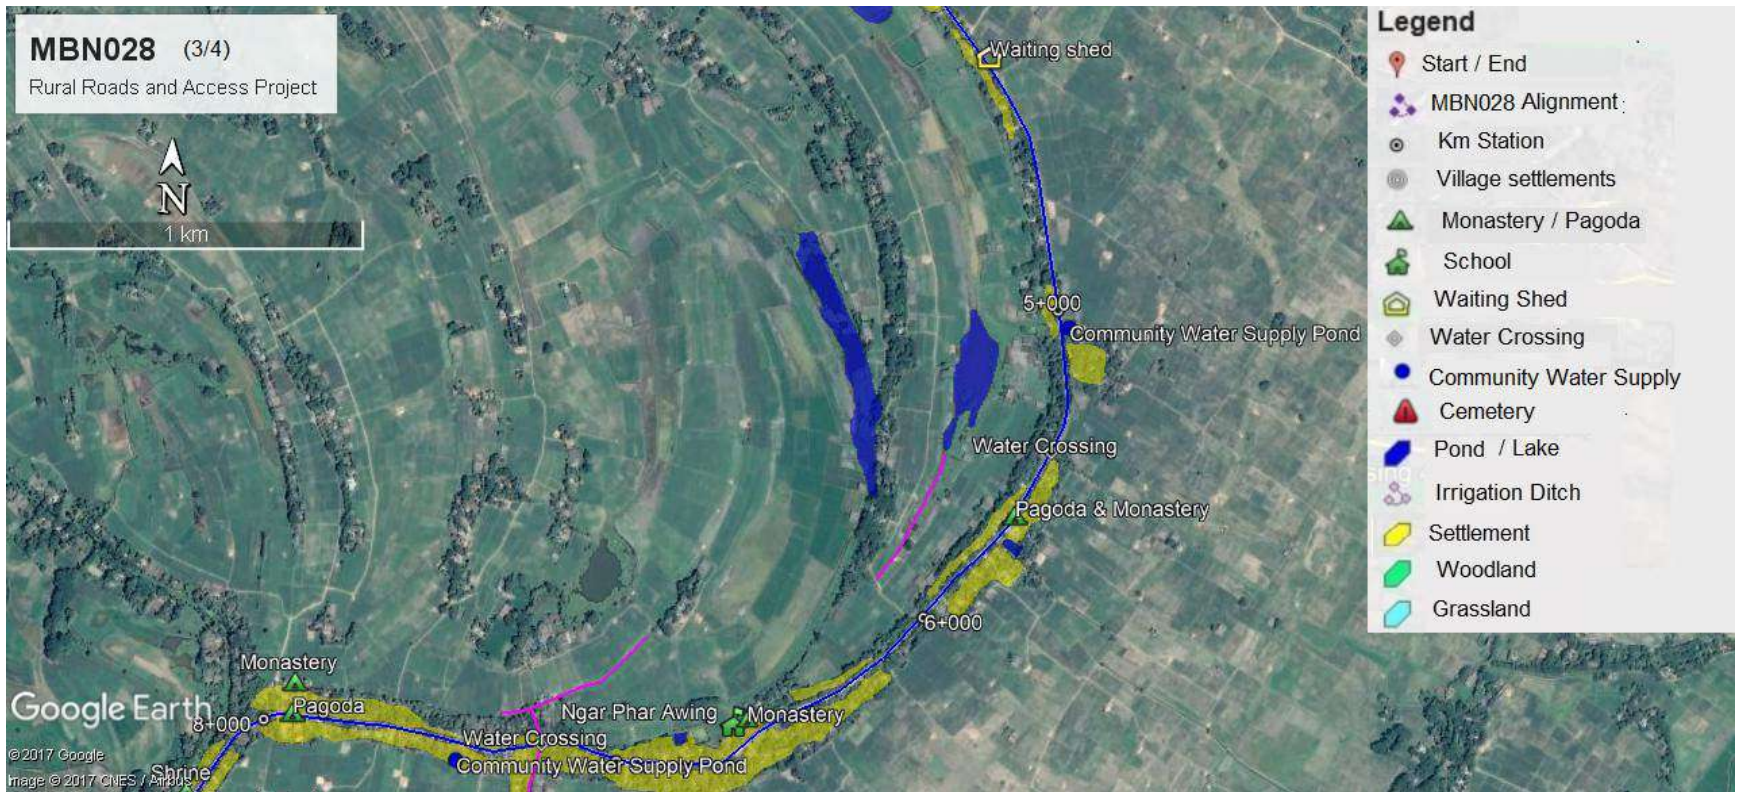 MBN028 (3/4)
Rural Roads and Access Project
N
1 km
Waiting shed
5+000
Community Water Supply Pond
Water Crossing
Pagoda & Monastery
6+000
Monastery
Pagoda
8+000
Ngar Phar Awing
Monastery
Water Crossing
Community Water Supply Pond
Shrine
Google Earth
© 2017 Google
Image © 2017 CNES / Airbus
Legend
Start / End
MBN028 Alignment
Km Station
Village settlements
Monastery / Pagoda
School
Waiting Shed
Water Crossing
Community Water Supply
Cemetery
Pond / Lake
Irrigation Ditch
Settlement
Woodland
Grassland